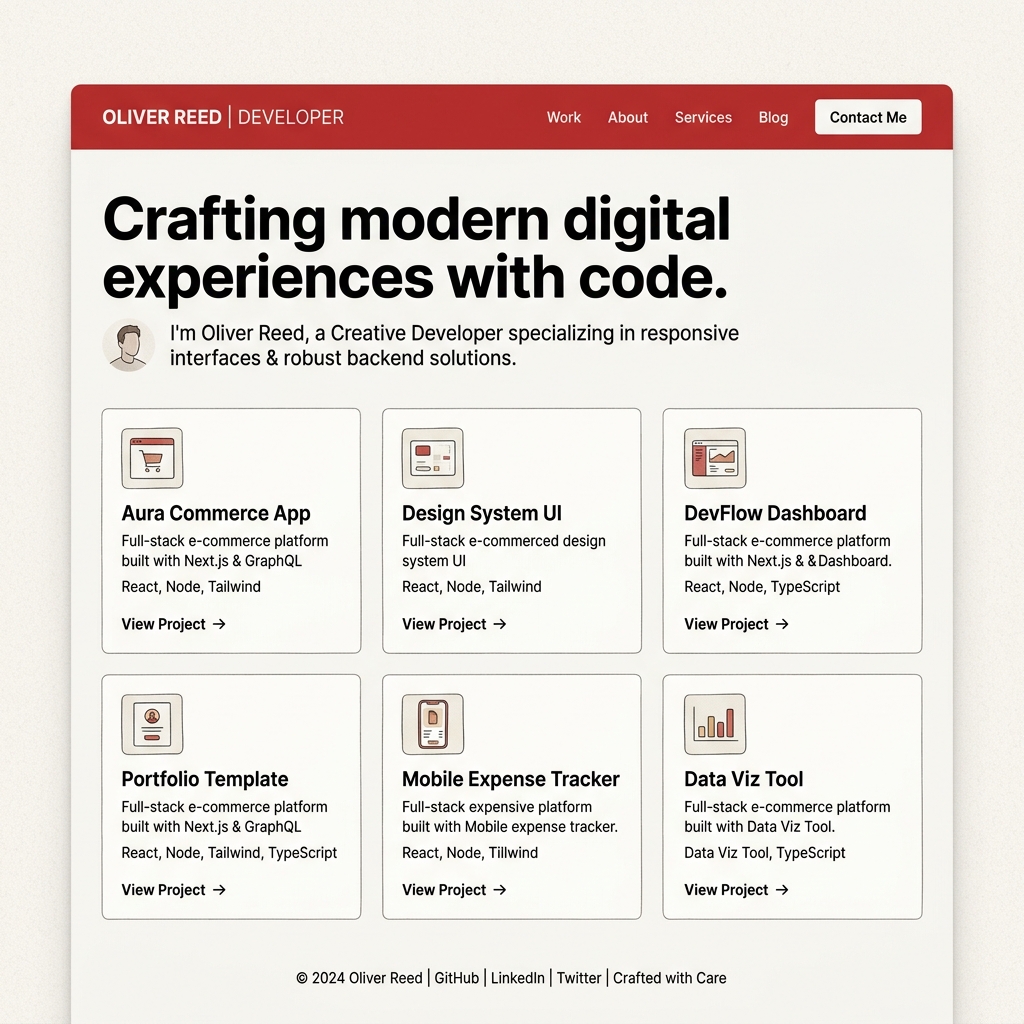 OLIVER REED | DEVELOPER
Work
About
Services
Blog
Contact Me
Crafting modern digital
experiences with code.
I'm Oliver Reed, a Creative Developer specializing in responsive
interfaces & robust backend solutions.
Aura Commerce App
Full-stack e-commerce platform
built with Next.js & GraphQL
React, Node, Tailwind
View Project →
Design System UI
Full-stack e-commerced design
system UI
React, Node, Tailwind
View Project →
DevFlow Dashboard
Full-stack e-commerce platform
built with Next.js & &Dashboard.
React, Node, TypeScript
View Project →
Portfolio Template
Full-stack e-commerce platform
built with Next.js & GraphQL
React, Node, Tailwind, TypeScript
View Project →
Mobile Expense Tracker
Full-stack expensive platform
built with Mobile expense tracker.
React, Node, Tillwind
View Project →
Data Viz Tool
Full-stack e-commerce platform
built with Data Viz Tool.
Data Viz Tool, TypeScript
View Project →
© 2024 Oliver Reed | GitHub | LinkedIn | Twitter | Crafted with Care